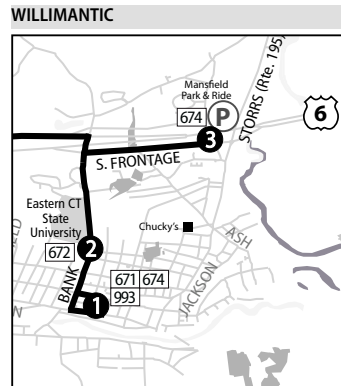 WILLIMANTIC
Mansfield
Park & Ride
674
P
STORRS (Rte. 195)
6
3
S. FRONTAGE
Eastern CT
State
University
Chucky's
ASH
672
2
BANK
671 674
993
JACKSON
1